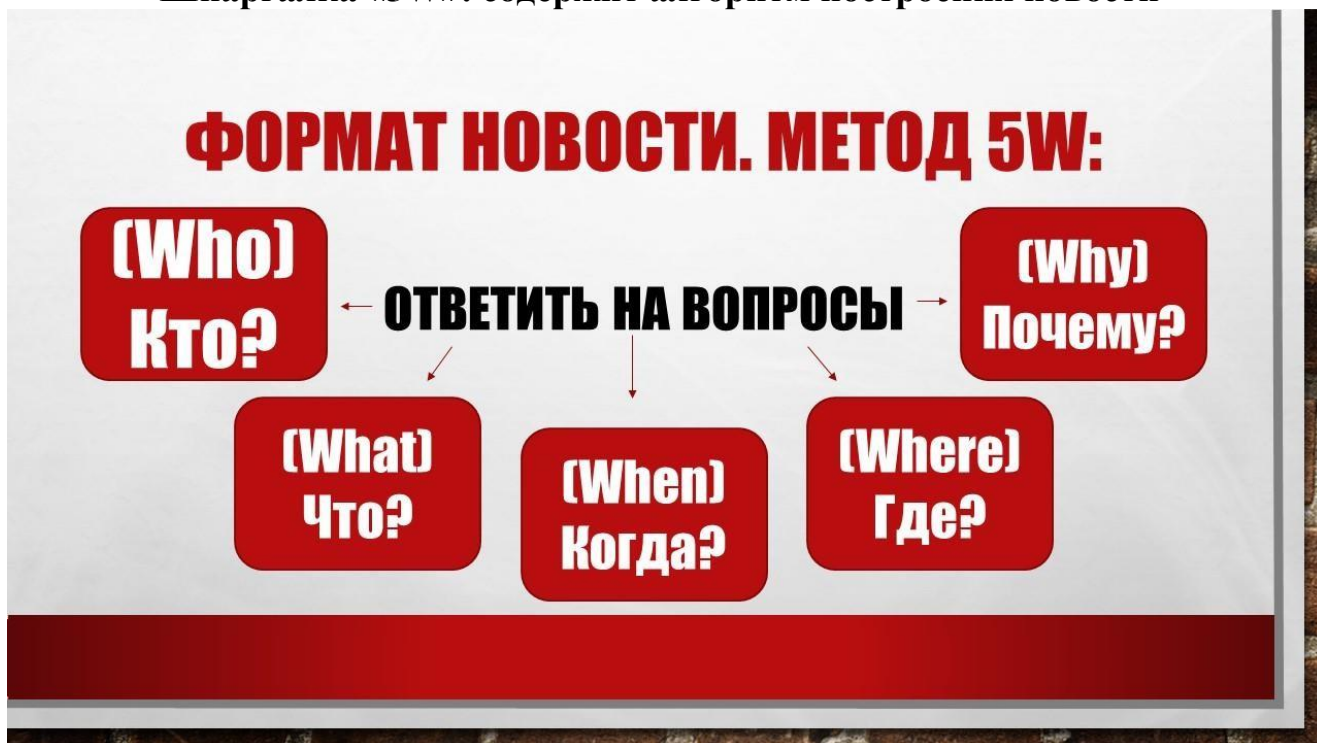 ФОРМАТ НОВОСТИ. МЕТОД 5W:
(Who)
Кто?
ОТВЕТИТЬ НА ВОПРОСЫ
(Why)
Почему?
(What)
Что?
(When)
Когда?
(Where)
Где?